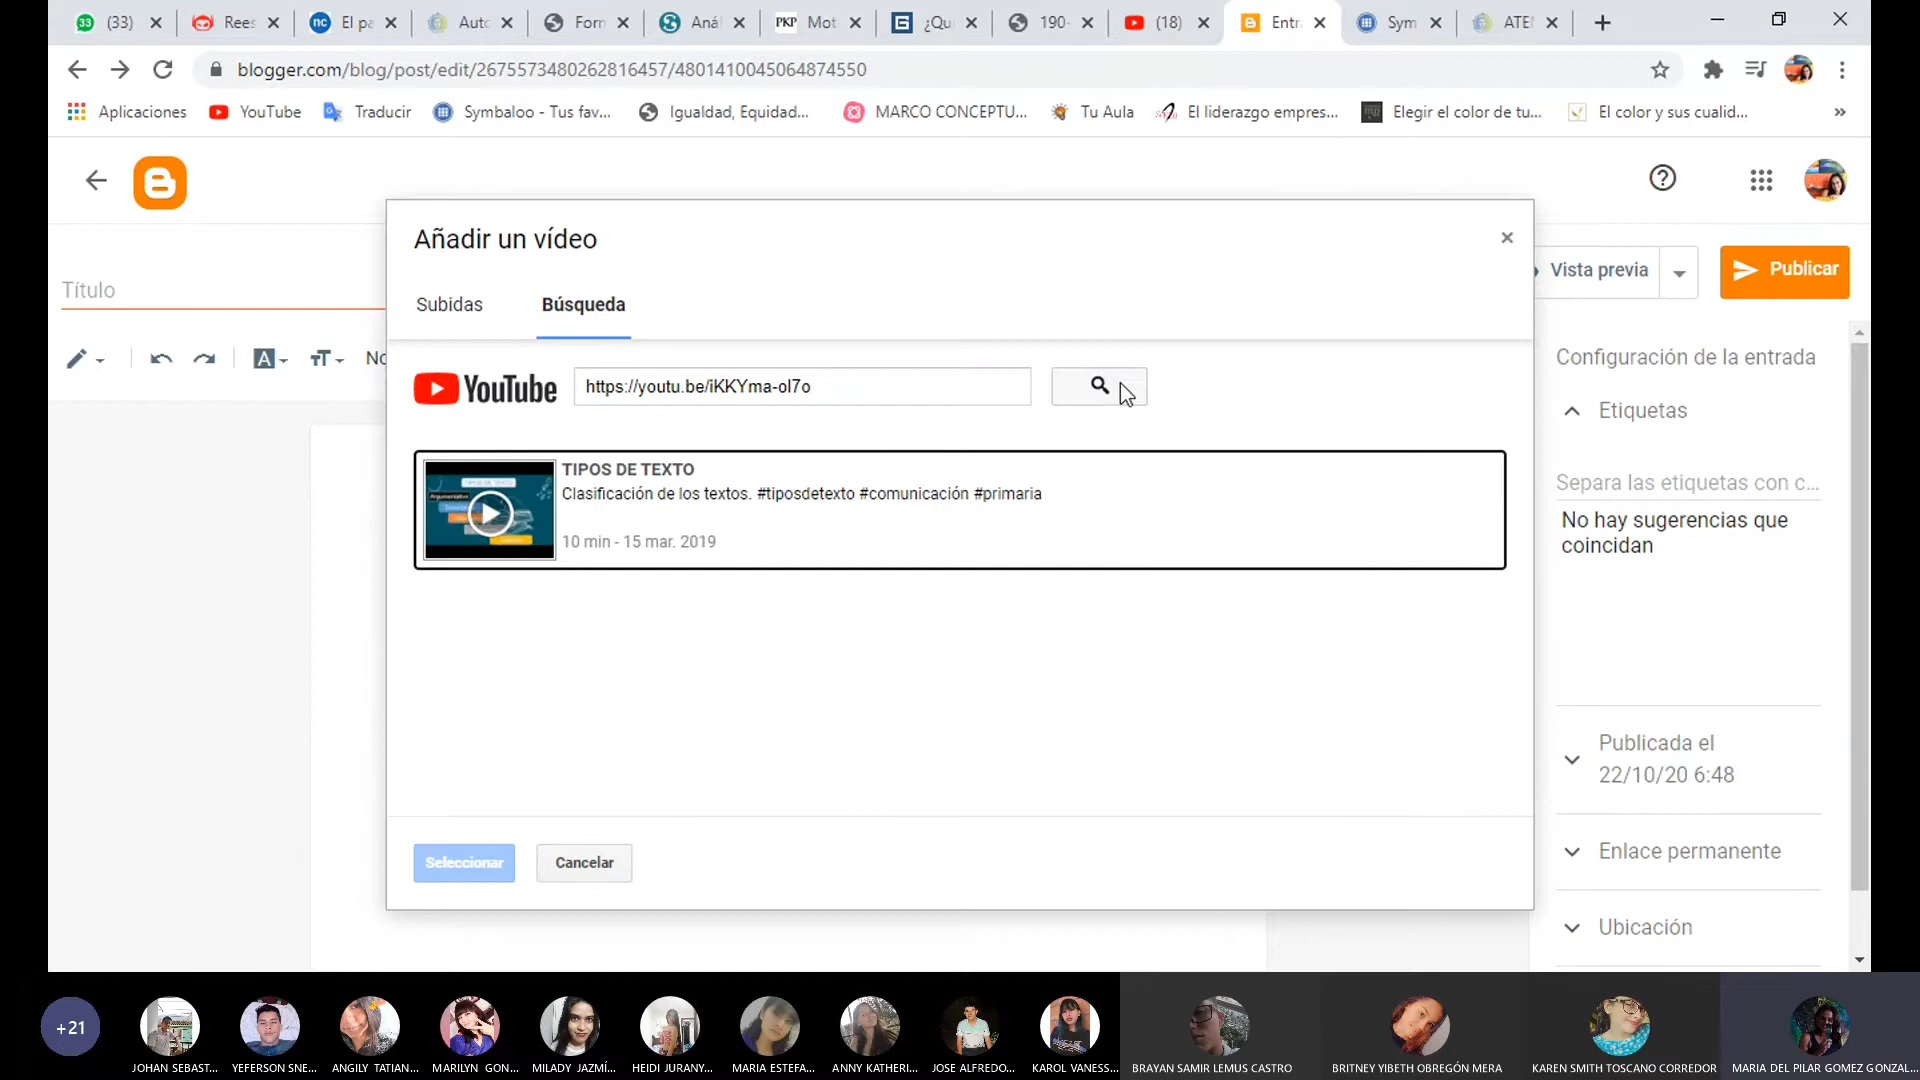 (33)
Rees
El pa
Auto
Form
Anál
PKP Mot
¿Qu
190-
(18)
Entra
Sym
ATEN
blogger.com/blog/post/edit/2675573480262816457/4801410045064874550
Aplicaciones
YouTube
Traducir
Symbaloo - Tus fav...
Igualdad, Equidad...
MARCO CONCEPTU...
Tu Aula
El liderazgo empres...
Elegir el color de tu...
El color y sus cualid...
Título
Añadir un vídeo
Subidas
Búsqueda
Vista previa
Publicar
YouTube
https://youtu.be/iKKYma-ol7o
TIPOS DE TEXTO
Clasificación de los textos. #tiposdetexto #comunicación #primaria
10 min - 15 mar. 2019
Seleccionar
Cancelar
Configuración de la entrada
Etiquetas
Separa las etiquetas con c...
No hay sugerencias que
coincidan
Publicada el
22/10/20 6:48
Enlace permanente
Ubicación
+21
JOHAN SEBAST...
YEFERSON SNE...
ANGILY TATIAN...
MARILYN GON...
MILADY JAZMÍ...
HEIDI JURANY...
MARIA ESTEFA...
ANNY KATHERI...
JOSE ALFREDO...
KAROL VANESS...
BRAYAN SAMIR LEMUS CASTRO
BRITNEY YIBETH OBREGÓN MERA
KAREN SMITH TOSCANO CORREDOR
MARIA DEL PILAR GOMEZ GONZAL...